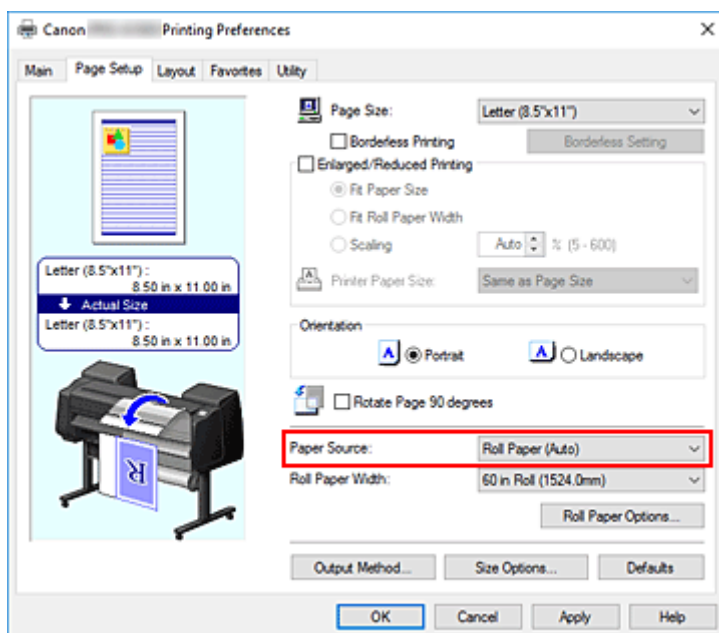 Canon Printing Preferences
Main Page Setup Layout Favorites Utility
Page Size: Letter (8.5"x11")
Borderless Printing Borderless Setting
Enlarged/Reduced Printing
Fit Paper Size
Fit Roll Paper Width
Scaling Auto % (5 - 600)
Printer Paper Size: Same as Page Size
Letter (8.5"x11") :
8.50 in x 11.00 in
Actual Size
Letter (8.5"x11") :
8.50 in x 11.00 in
Orientation
A Portrait A Landscape
Rotate Page 90 degrees
Paper Source: Roll Paper (Auto)
Roll Paper Width: 60 in Roll (1524.0mm)
R
Roll Paper Options...
Output Method... Size Options... Defaults
OK Cancel Apply Help